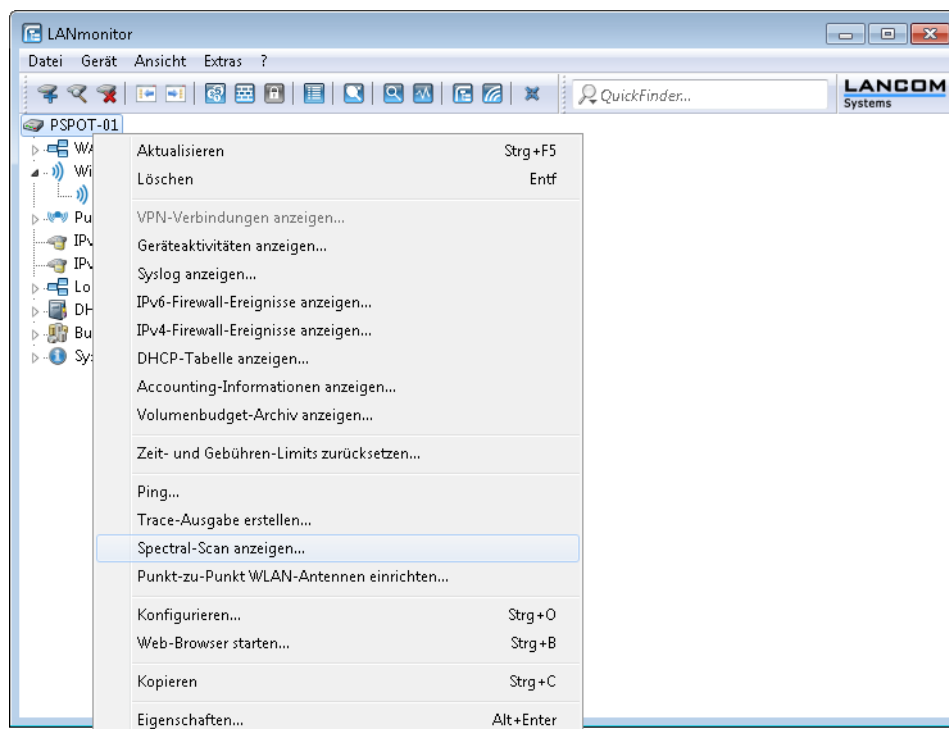 LANmonitor
Datei Gerät Ansicht Extras ?
QuickFinder...
LANCOM
Systems
PSPOT-01
Aktualisieren Strg+F5
Löschen Entf
VPN-Verbindungen anzeigen...
Geräteaktivitäten anzeigen...
Syslog anzeigen...
IPv6-Firewall-Ereignisse anzeigen...
IPv4-Firewall-Ereignisse anzeigen...
DHCP-Tabelle anzeigen...
Accounting-Informationen anzeigen...
Volumenbudget-Archiv anzeigen...
Zeit- und Gebühren-Limits zurücksetzen...
Ping...
Trace-Ausgabe erstellen...
Spectral-Scan anzeigen...
Punkt-zu-Punkt WLAN-Antennen einrichten...
Konfigurieren... Strg+O
Web-Browser starten... Strg+B
Kopieren Strg+C
Eigenschaften... Alt+Enter